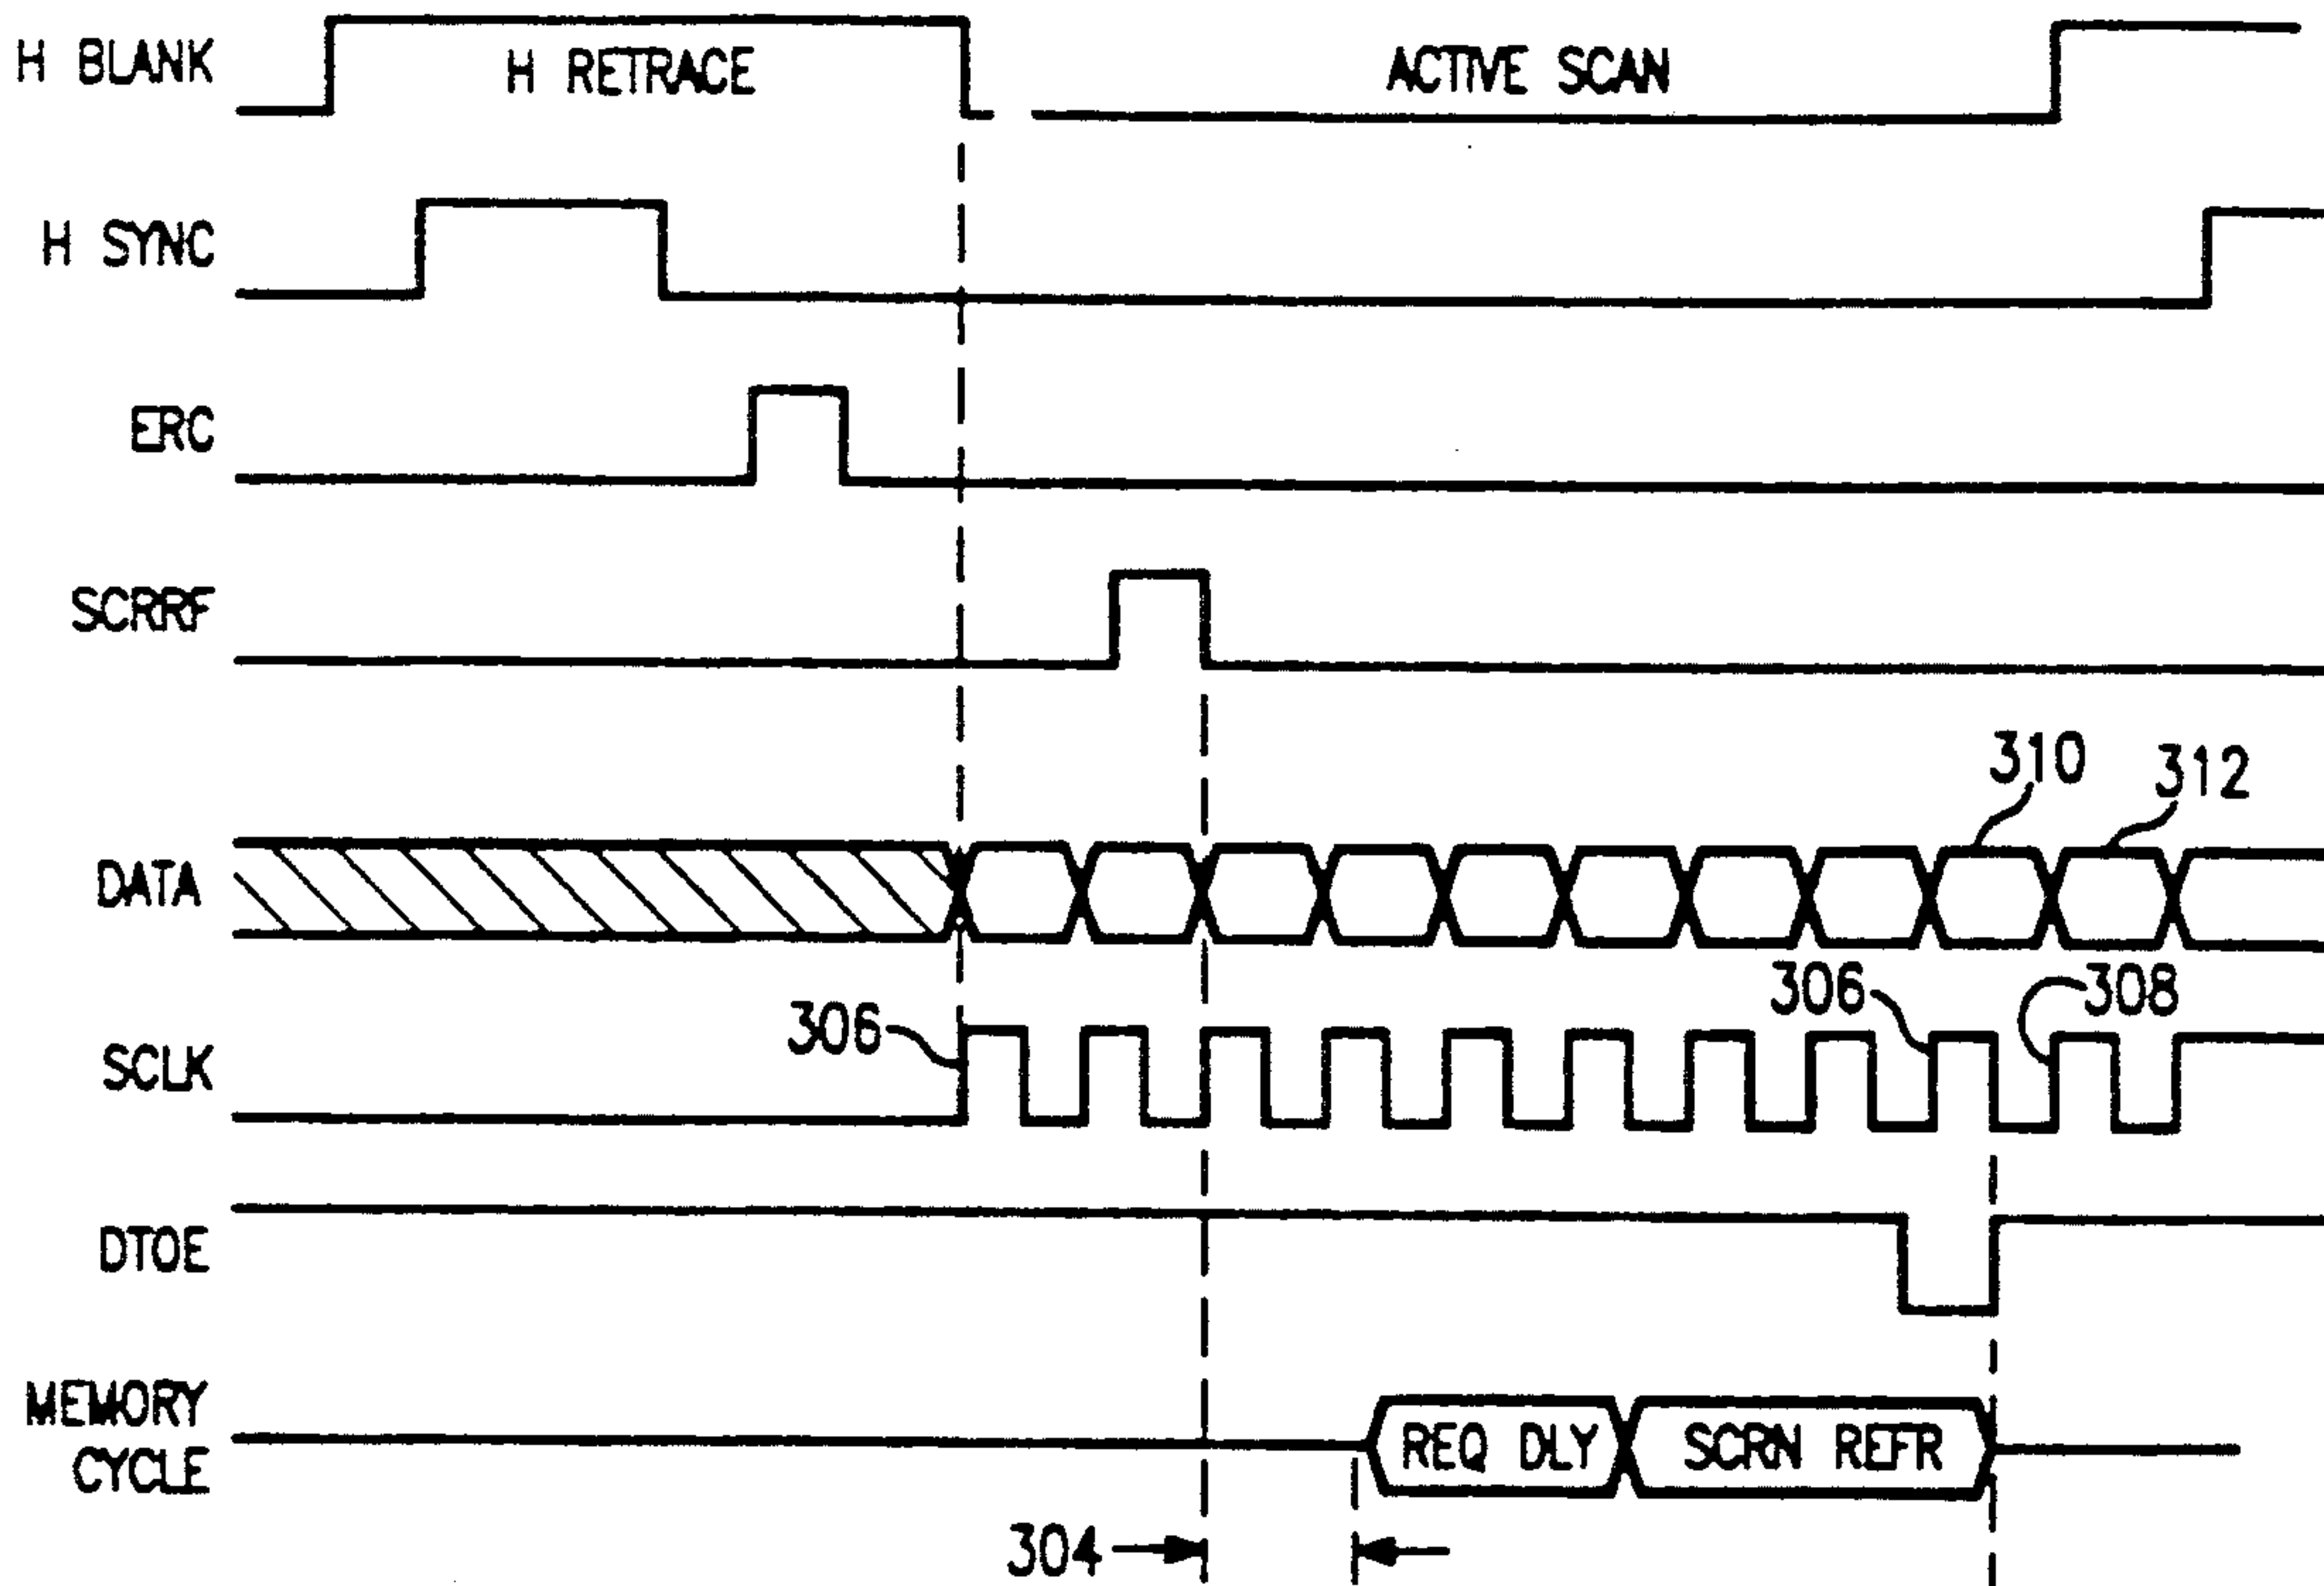 H BLANK
H RETRACE
ACTIVE SCAN
H SYNC
ERC
SCRRF
310
312
DATA
306
306
308
SCLK
DTOE
MEMORY
CYCLE
REQ DLY
SCRN REFR
304